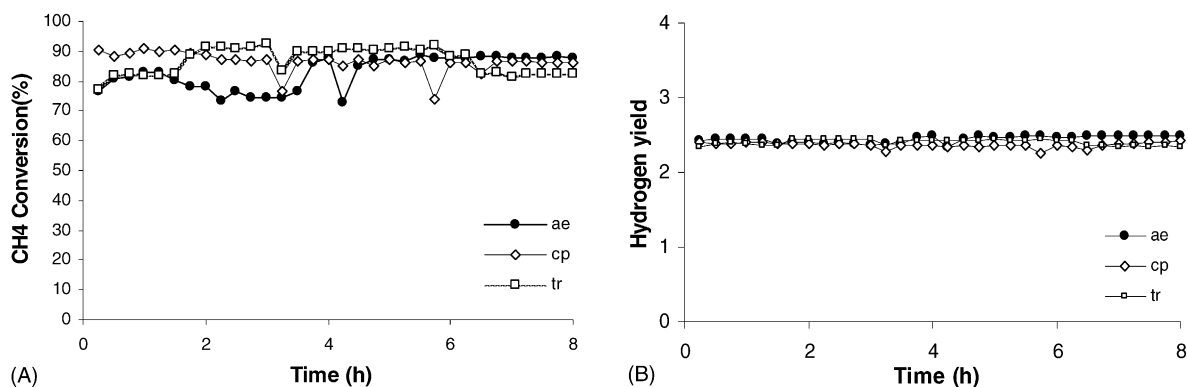 100
90
80
70
60
50
40
30
20
10
0
CH4 Conversion(%)
0 2 4 6 8
Time (h)
ae
cp
tr
(A)
4
3
2
1
0
Hydrogen yield
0 2 4 6 8
Time (h)
ae
cp
tr
(B)